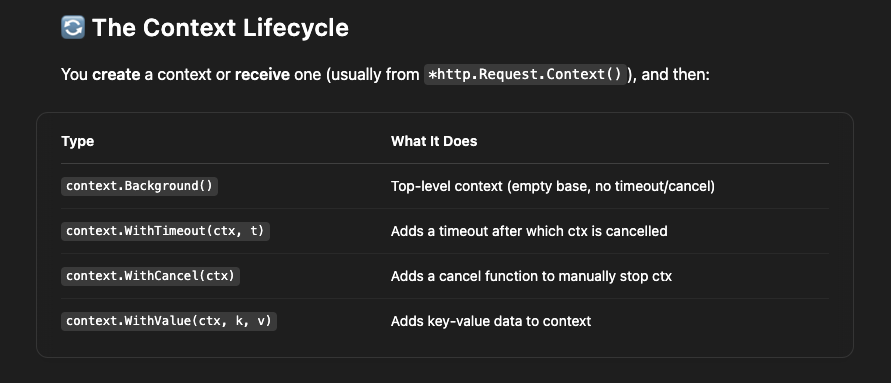 🔄 The Context Lifecycle
You create a context or receive one (usually from *http.Request.Context()), and then:
Type What It Does
context.Background() Top-level context (empty base, no timeout/cancel)
context.WithTimeout(ctx, t) Adds a timeout after which ctx is cancelled
context.WithCancel(ctx) Adds a cancel function to manually stop ctx
context.WithValue(ctx, k, v) Adds key-value data to context